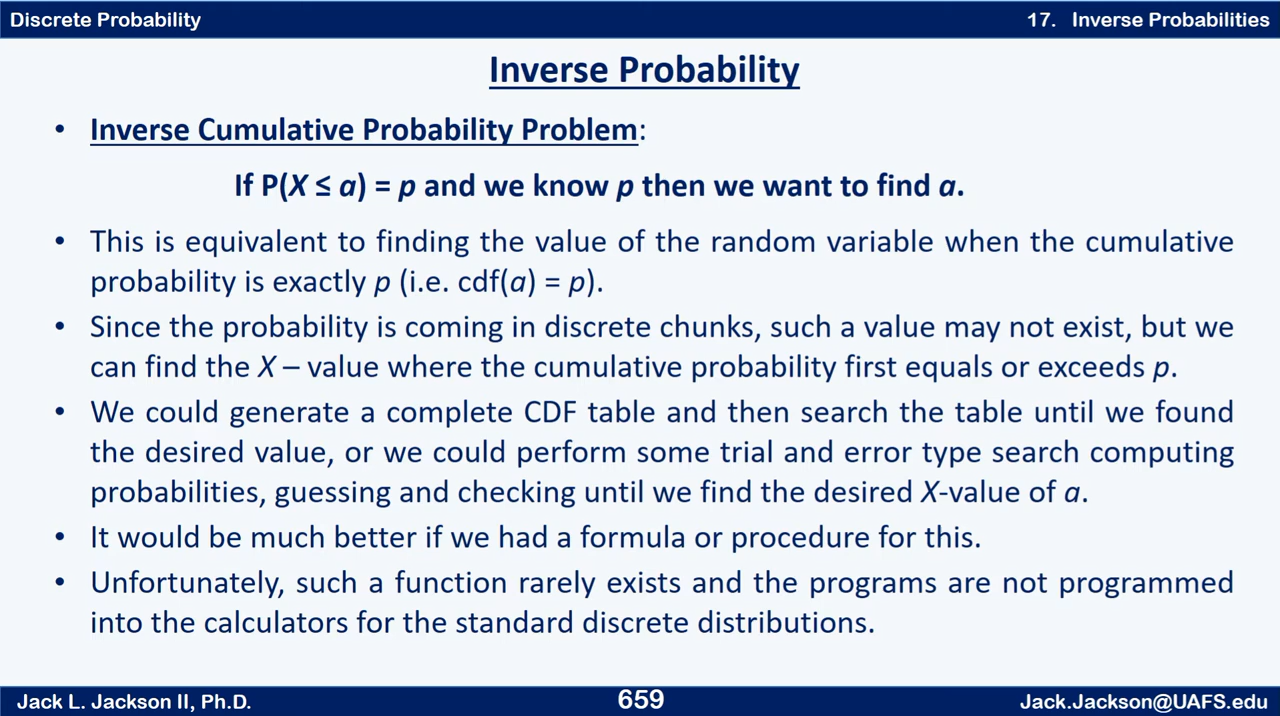 Discrete Probability
17. Inverse Probabilities
Inverse Probability
• Inverse Cumulative Probability Problem:
If P(X ≤ a) = p and we know p then we want to find a.
• This is equivalent to finding the value of the random variable when the cumulative
probability is exactly p (i.e. cdf(a) = p).
• Since the probability is coming in discrete chunks, such a value may not exist, but we
can find the X – value where the cumulative probability first equals or exceeds p.
• We could generate a complete CDF table and then search the table until we found
the desired value, or we could perform some trial and error type search computing
probabilities, guessing and checking until we find the desired X-value of a.
• It would be much better if we had a formula or procedure for this.
• Unfortunately, such a function rarely exists and the programs are not programmed
into the calculators for the standard discrete distributions.
Jack L. Jackson II, Ph.D.
659
Jack.Jackson@UAFS.edu